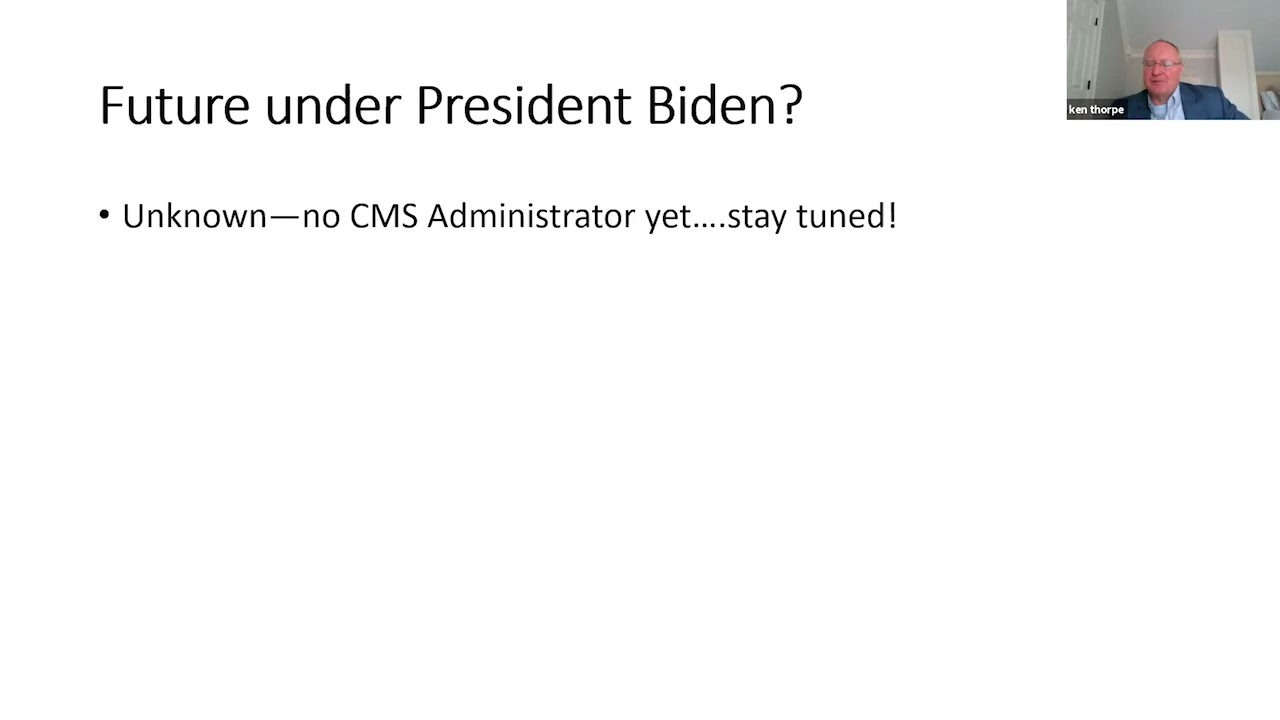 Future under President Biden?
• Unknown—no CMS Administrator yet....stay tuned!
ken thorpe